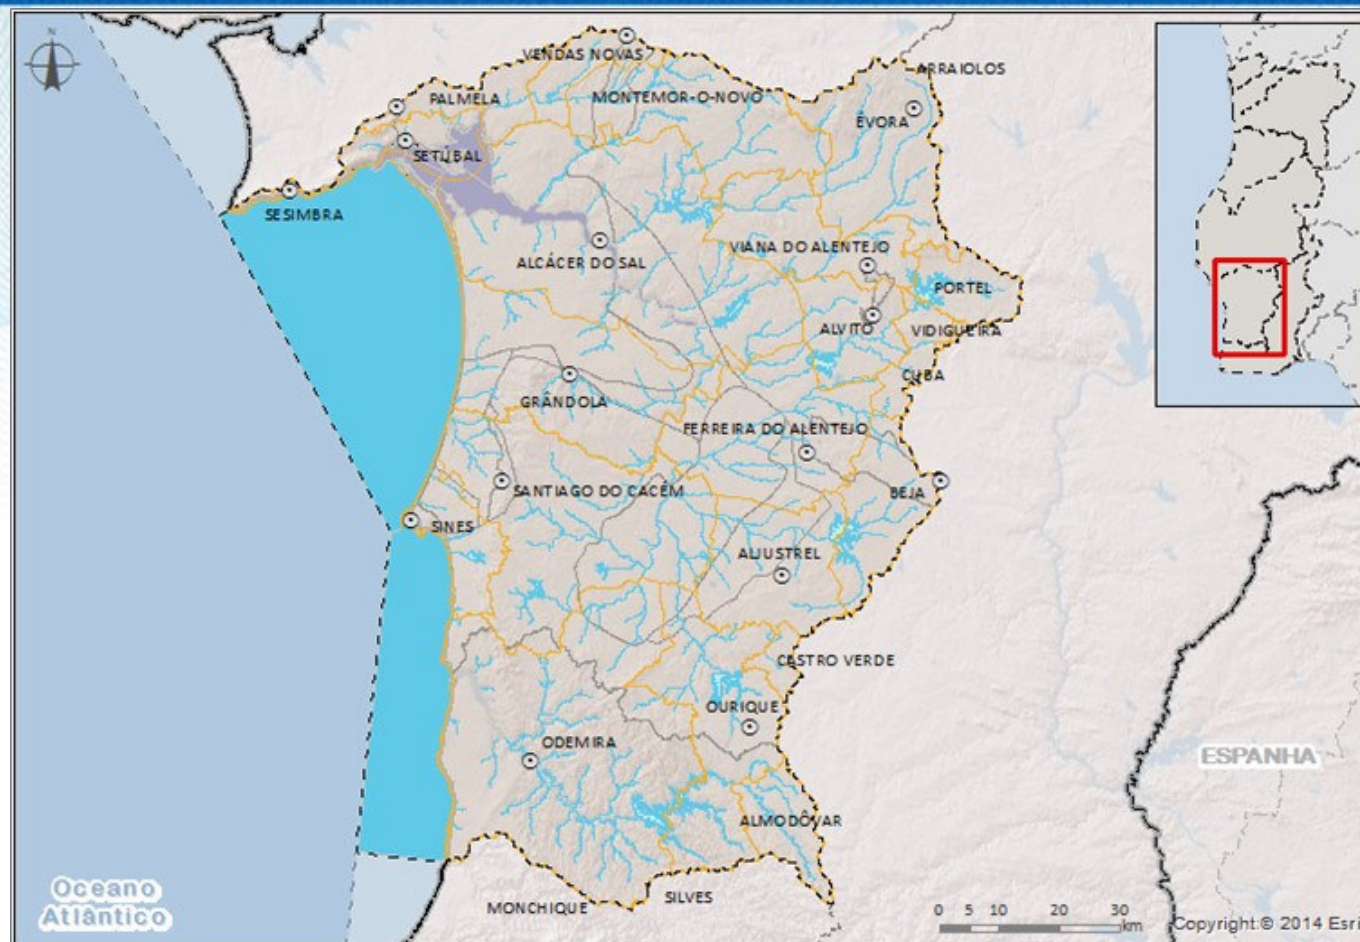 N
VENDAS NOVAS
ARRAIOLOS
PALMELA
MONTEMOR-O-NOVO
ÉVORA
SETÚBAL
SESIMBRA
VIANA DO ALENTEJO
ALCÁCER DO SAL
PORTEL
ALVITO
VIDIGUEIRA
CUBA
GRÂNDOLA
FERREIRA DO ALENTEJO
SANTIAGO DO CACÉM
BEJA
SINES
ALJUSTREL
CASTRO VERDE
OURIQUE
ODEMIRA
ESPANHA
ALMODÔVAR
Oceano
Atlântico
MONCHIQUE
SILVES
0 5 10 20 30
km
Copyright:© 2014 Esri